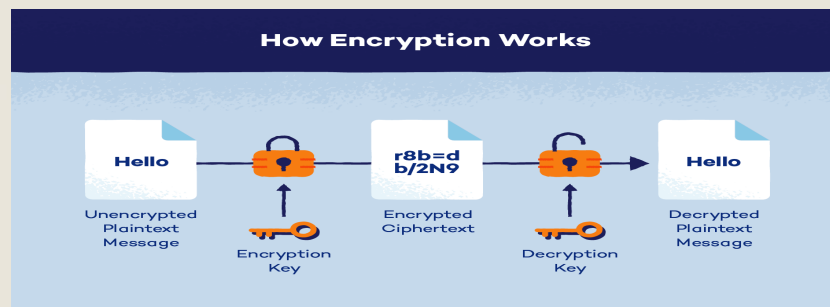 How Encryption Works
Hello
r8b=d
b/2N9
Hello
Unencrypted
Plaintext
Message
Encryption
Key
Encrypted
Ciphertext
Decryption
Key
Decrypted
Plaintext
Message